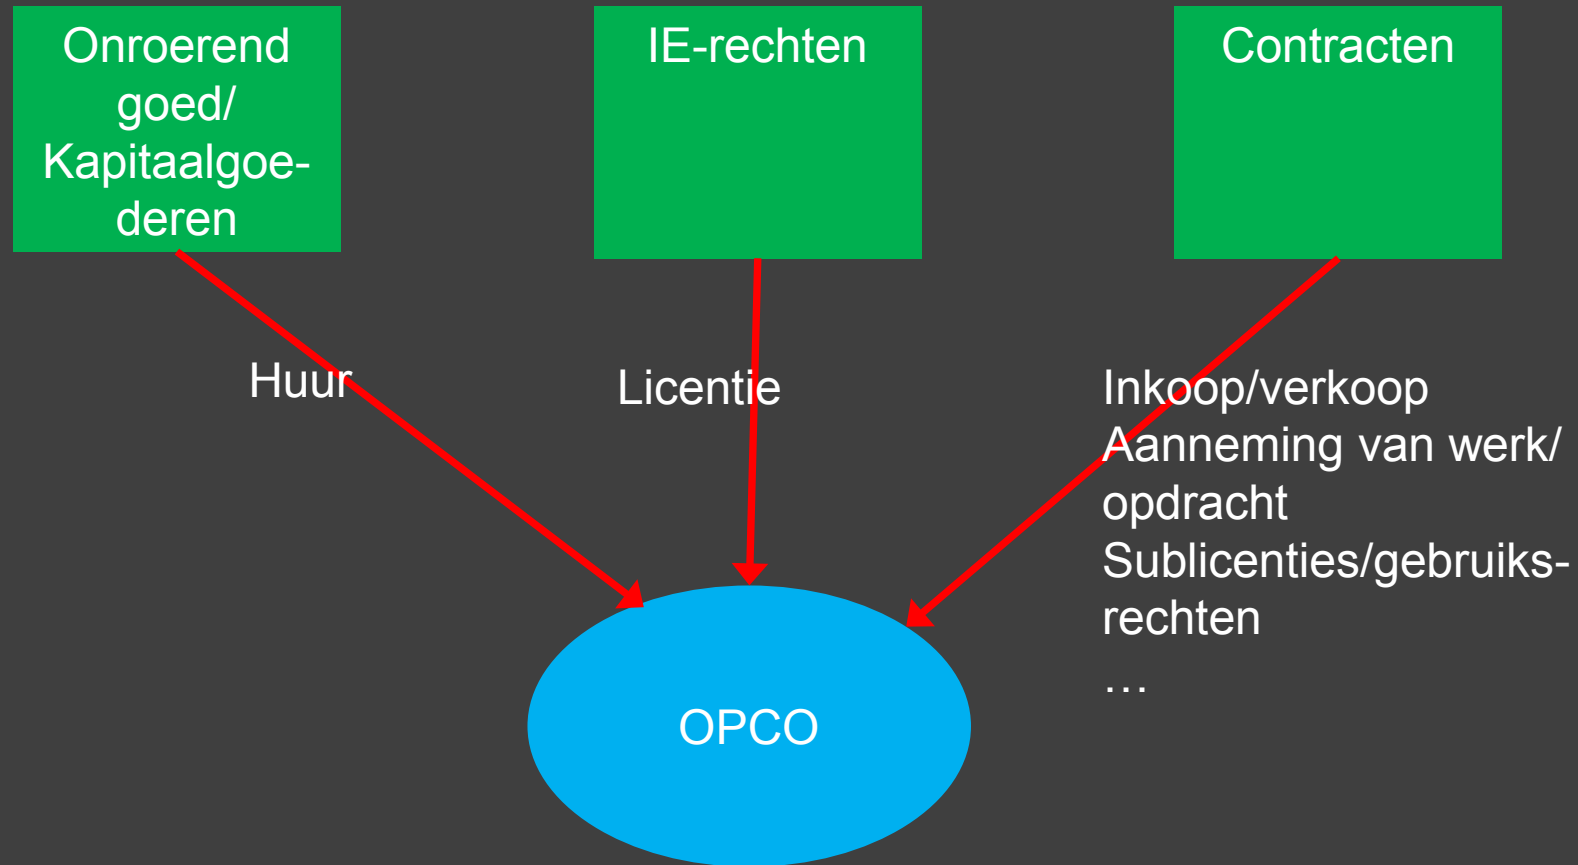 Onroerend
goed/
Kapitaalgoe-
deren
IE-rechten
Contracten
Huur
Licentie
Inkoop/verkoop
Aanneming van werk/
opdracht
Sublicenties/gebruiks-
rechten
…
OPCO